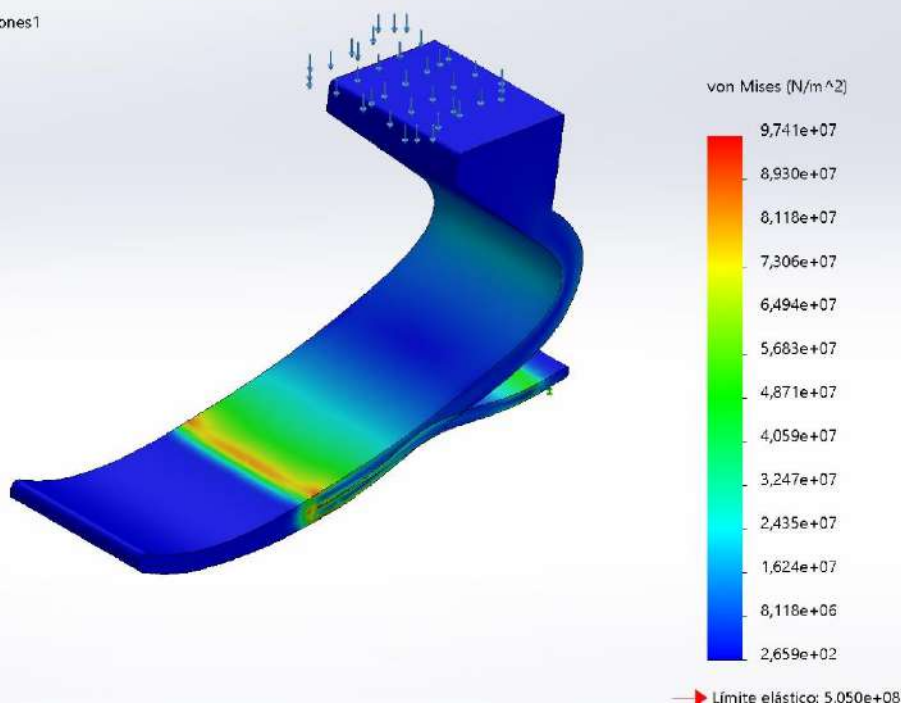 ones1
von Mises (N/m^2)
9,741e+07
8,930e+07
8,118e+07
7,306e+07
6,494e+07
5,683e+07
4,871e+07
4,059e+07
3,247e+07
2,435e+07
1,624e+07
8,118e+06
2,659e+02
Límite elástico: 5,050e+08